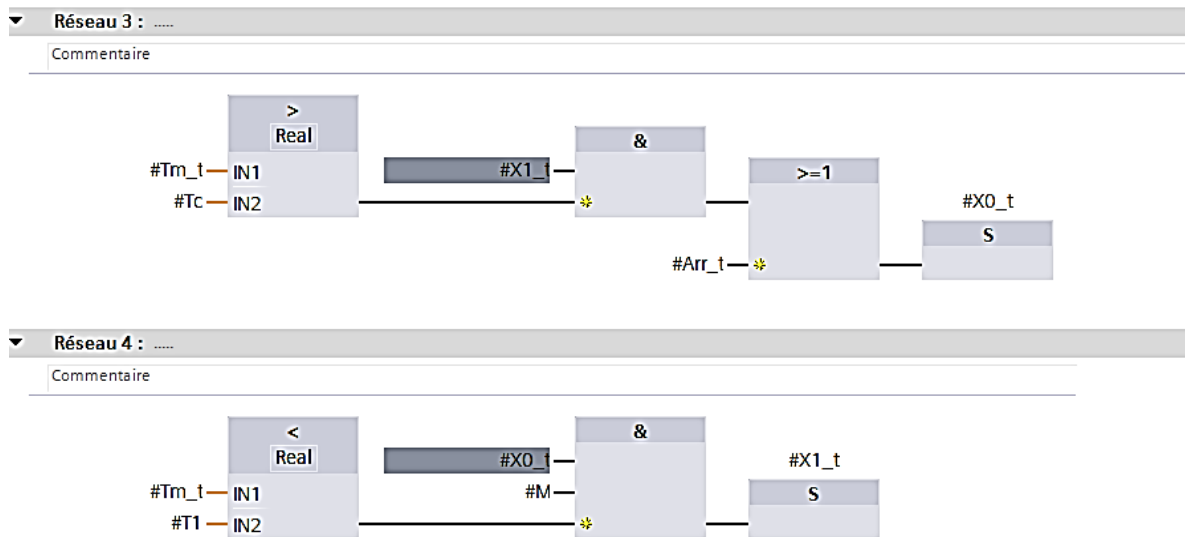 Réseau 3 : .....
Commentaire
>
Real
&
#Tm_t IN1 #X1_t >=1
#Tc IN2 #X0_t
S
#Arr_t
Réseau 4 : .....
Commentaire
<
&
Real #X0_t #X1_t
#Tm_t IN1 #M S
#T1 IN2